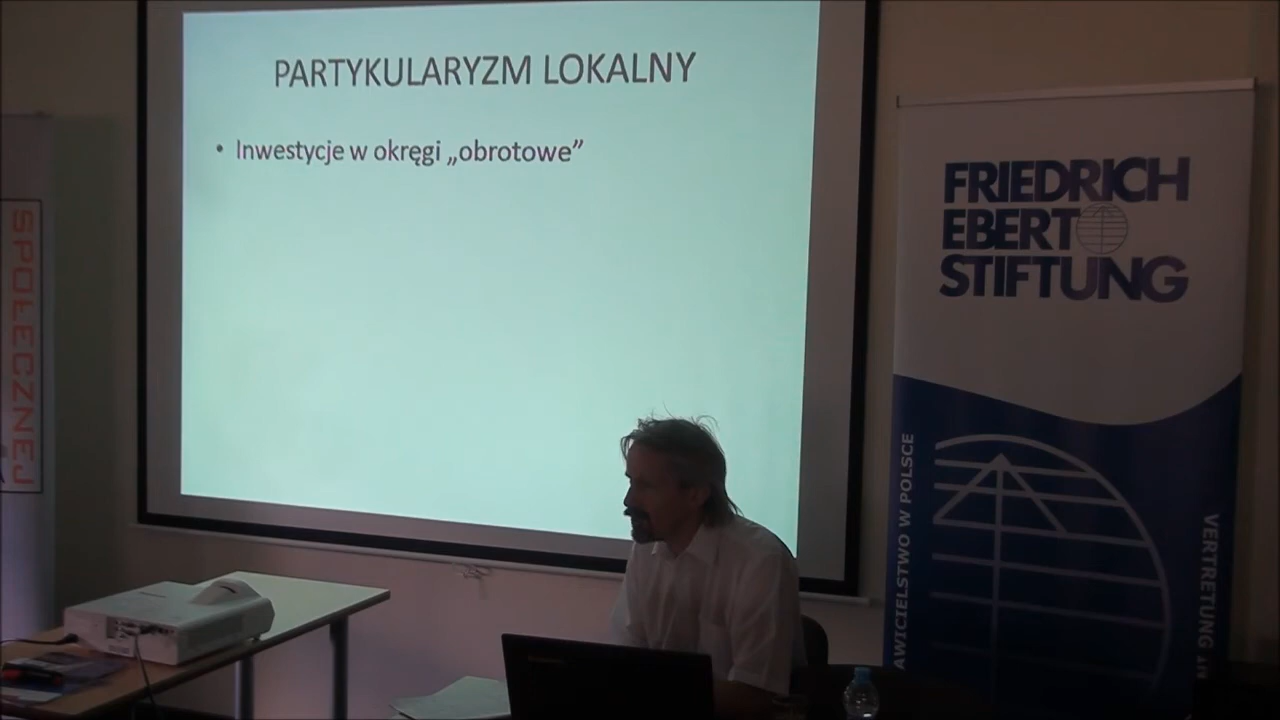 PARTYKULARYZM LOKALNY
• Inwestycje w okręgi „obrotowe”
SPOŁECZNEJ
FRIEDRICH
EBERT
STIFTUNG
AWICIELSTWO W POLSCE
VERTRETUNG